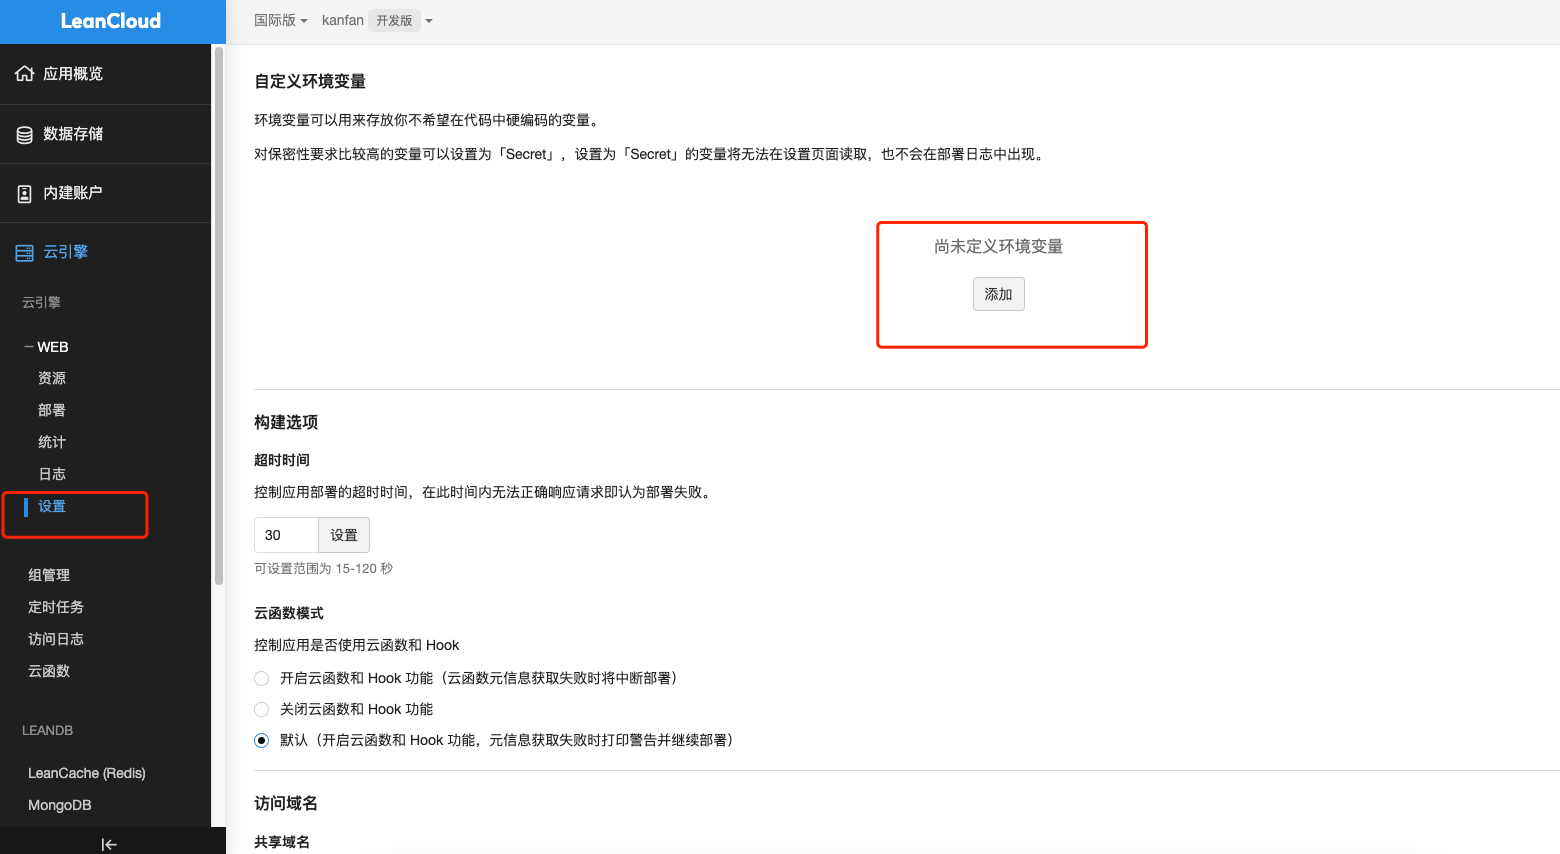 LeanCloud
国际版 kanfan 开发版
应用概览
数据存储
内建账户
云引擎
云引擎
WEB
资源
部署
统计
日志
设置
组管理
定时任务
访问日志
云函数
LEANDB
LeanCache (Redis)
MongoDB
自定义环境变量
环境变量可以用来存放你不希望在代码中硬编码的变量。
对保密性要求比较高的变量可以设置为「Secret」，设置为「Secret」的变量将无法在设置页面读取，也不会在部署日志中出现。
尚未定义环境变量
添加
构建选项
超时时间
控制应用部署的超时时间，在此时间内无法正确响应请求即认为部署失败。
30 设置
可设置范围为 15-120 秒
云函数模式
控制应用是否使用云函数和 Hook
开启云函数和 Hook 功能（云函数元信息获取失败时将中断部署）
关闭云函数和 Hook 功能
默认（开启云函数和 Hook 功能，元信息获取失败时打印警告并继续部署）
访问域名
共享域名